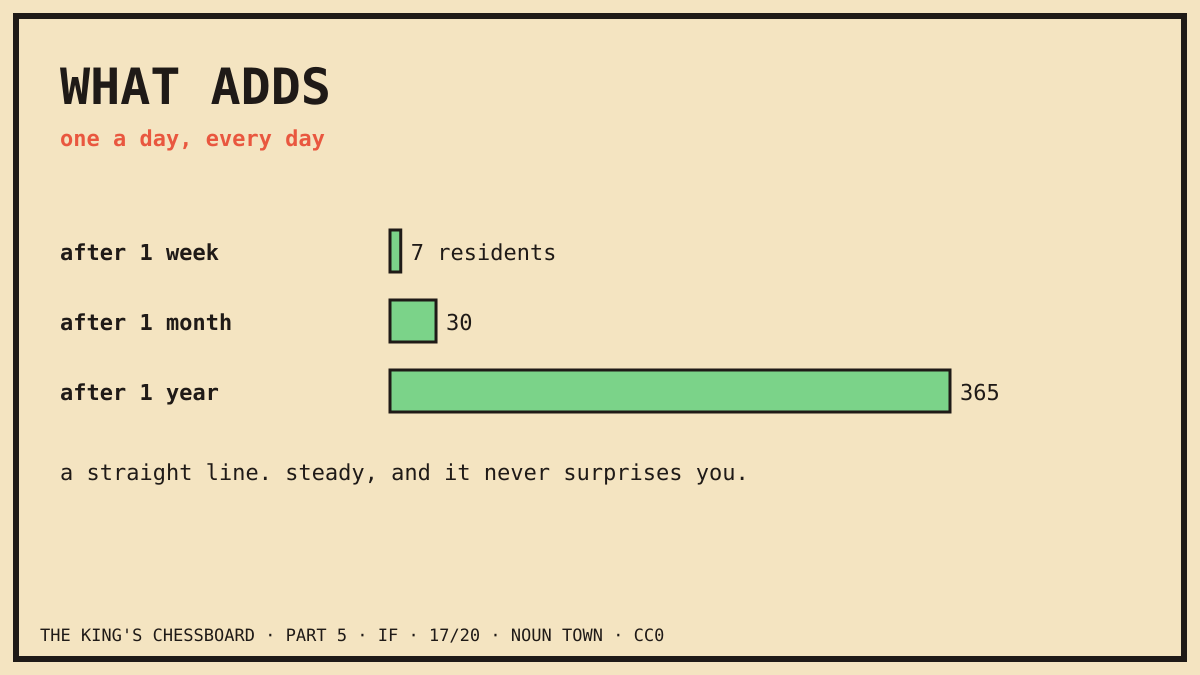 WHAT ADDS
one a day, every day
after 1 week 7 residents
after 1 month 30
after 1 year 365
a straight line. steady, and it never surprises you.
THE KING'S CHESSBOARD · PART 5 · IF · 17/20 · NOUN TOWN · CC0